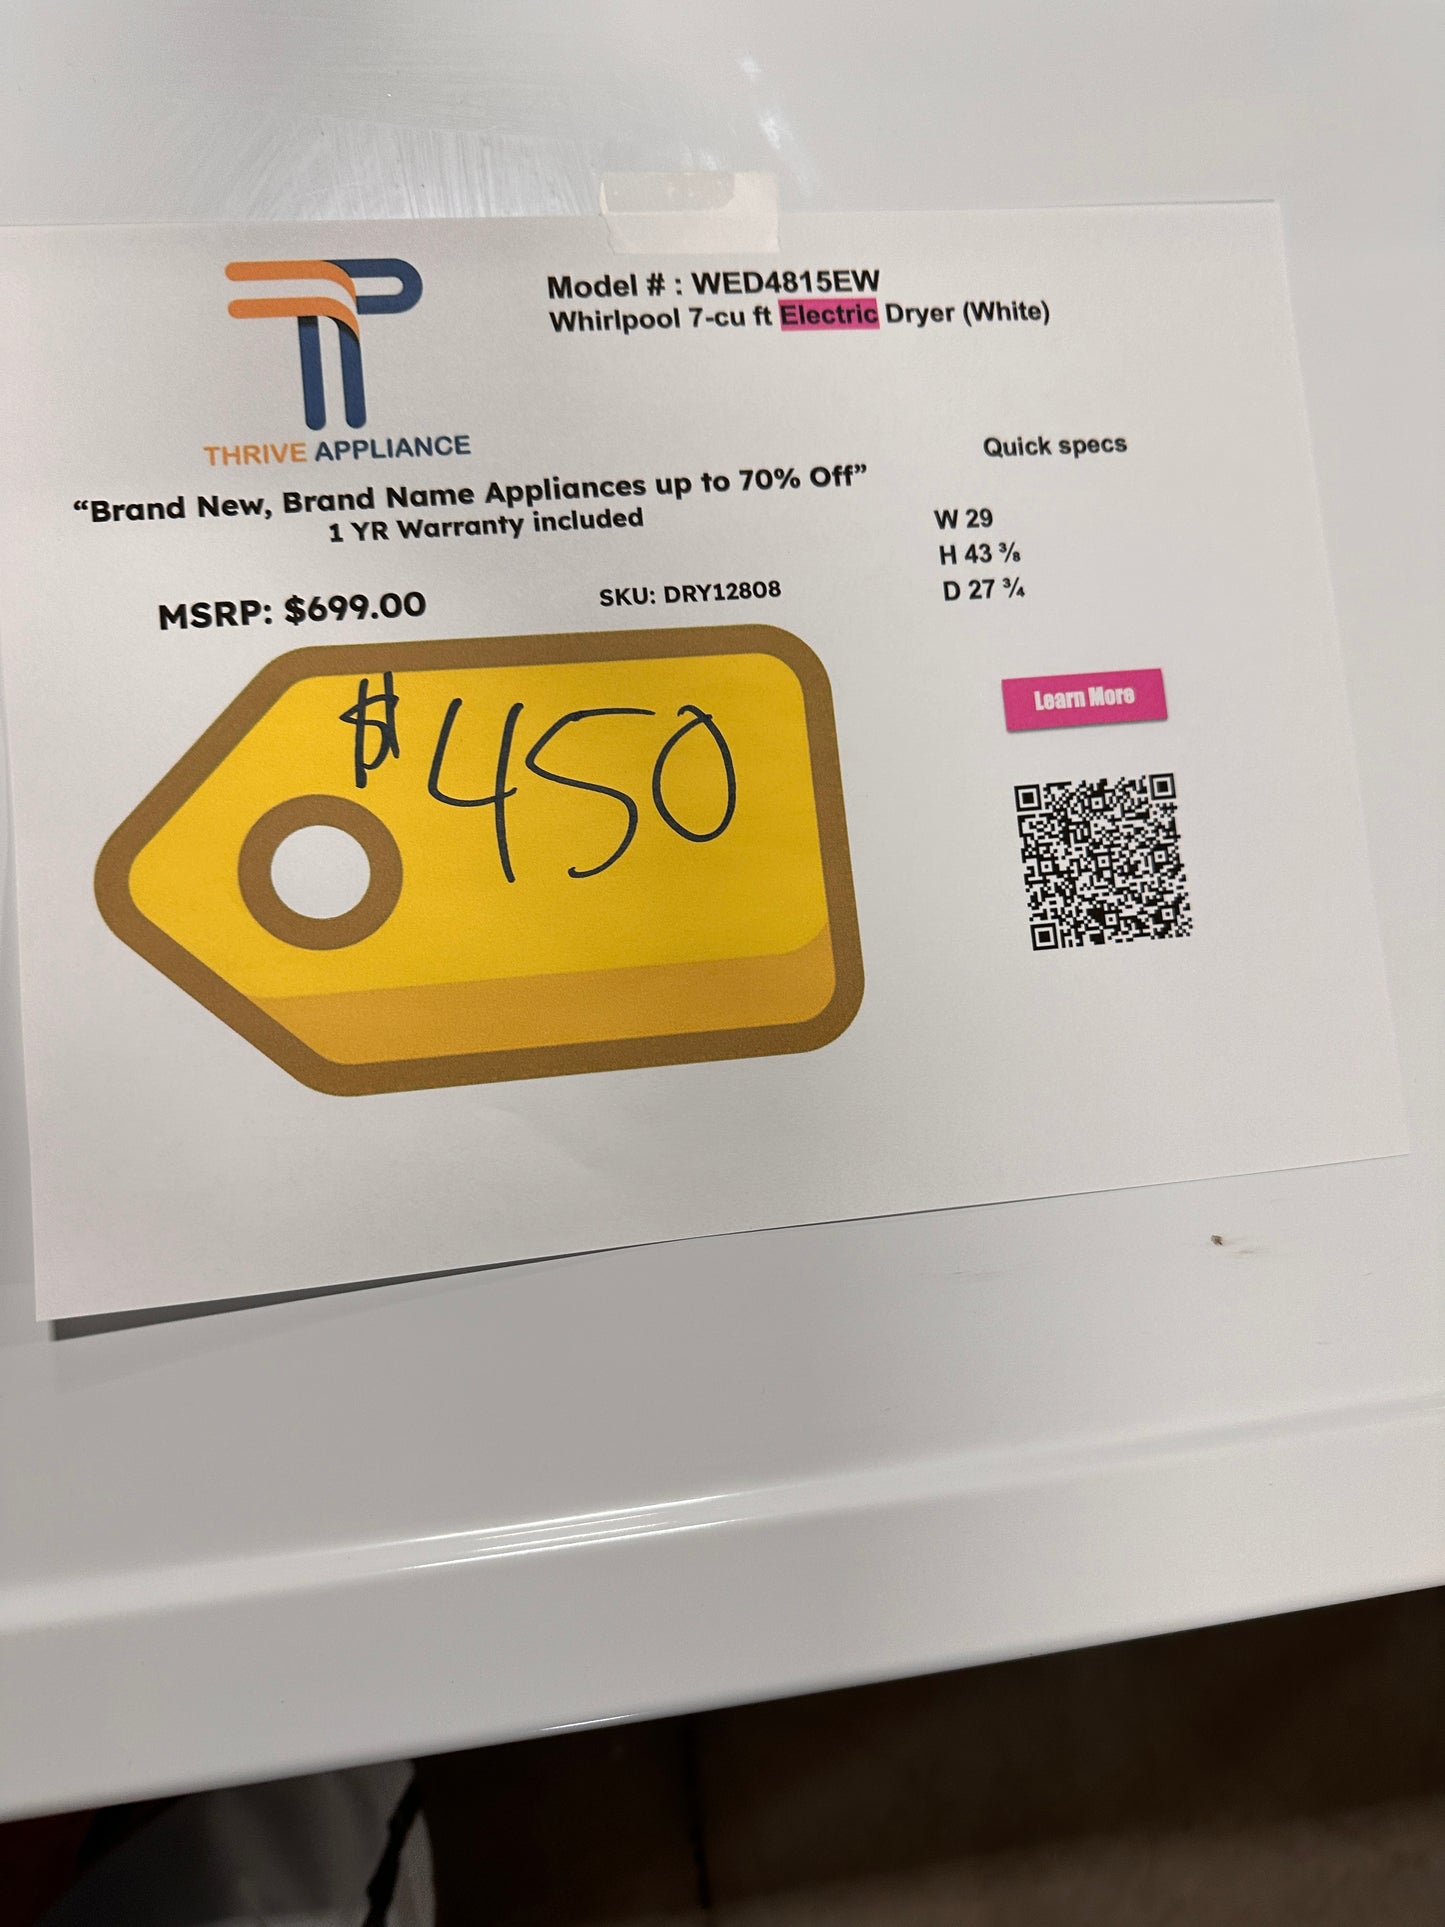 THRIVE APPLIANCE
Model # : WED4815EW
Whirlpool 7-cu ft Electric Dryer (White)
“Brand New, Brand Name Appliances up to 70% Off”
1 YR Warranty included
MSRP: $699.00
SKU: DRY12808
$450
Quick specs
W 29
H 43 ⅜
D 27 ¾
Learn More